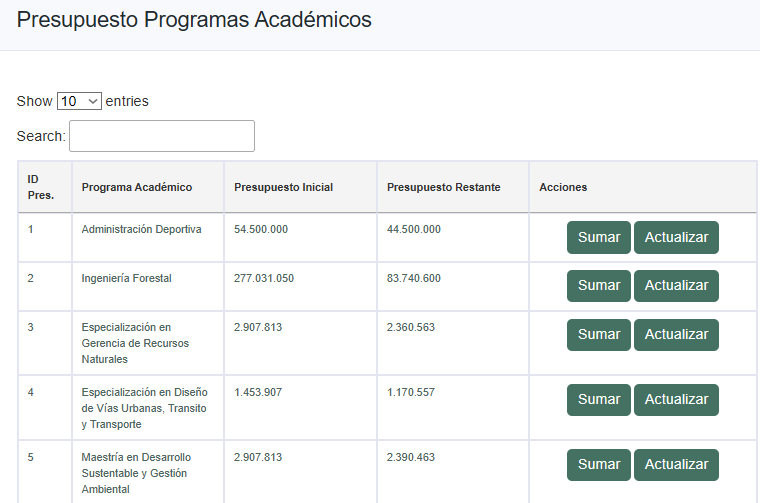 Presupuesto Programas Académicos
Show 10 entries
Search:
ID Pres. Programa Académico Presupuesto Inicial Presupuesto Restante Acciones
1 Administración Deportiva 54.500.000 44.500.000 Sumar Actualizar
2 Ingeniería Forestal 277.031.050 83.740.600 Sumar Actualizar
3 Especialización en 2.907.813 2.360.563 Sumar Actualizar
Gerencia de Recursos
Naturales
4 Especialización en Diseño 1.453.907 1.170.557 Sumar Actualizar
de Vías Urbanas, Transito
y Transporte
5 Maestría en Desarrollo 2.907.813 2.390.463 Sumar Actualizar
Sustentable y Gestión
Ambiental